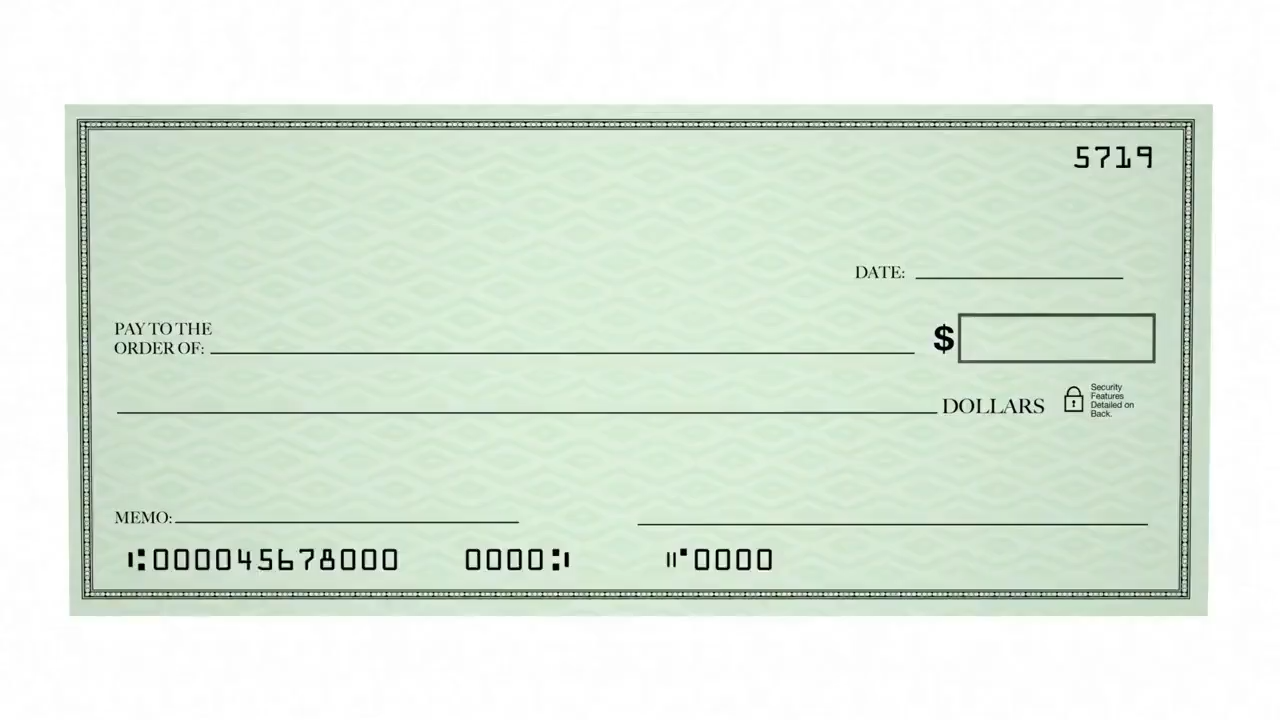 5719
DATE:
PAY TO THE
ORDER OF:
$
DOLLARS
Security
Features
Detailed on
Back.
MEMO:
⑆000045678000 0000⑆ ⑈0000